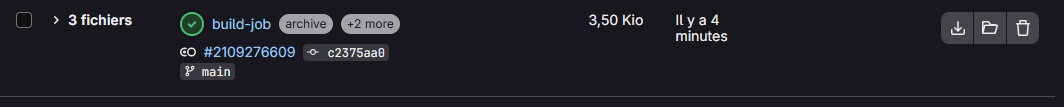 3 fichiers build-job archive +2 more 3,50 Kio Il y a 4 minutes
#2109276609 c2375aa0
main